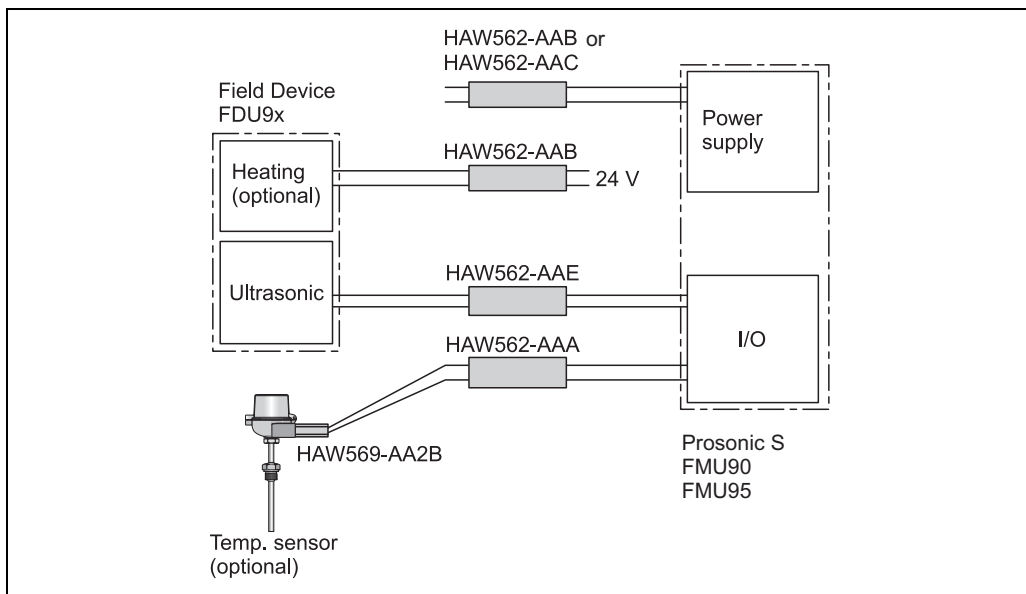 HAW562-AAB or
HAW562-AAC
Field Device
FDU9x
Power
supply
HAW562-AAB
Heating
(optional)
24 V
HAW562-AAE
Ultrasonic
HAW562-AAA
I/O
HAW569-AA2B
Prosonic S
FMU90
FMU95
Temp. sensor
(optional)